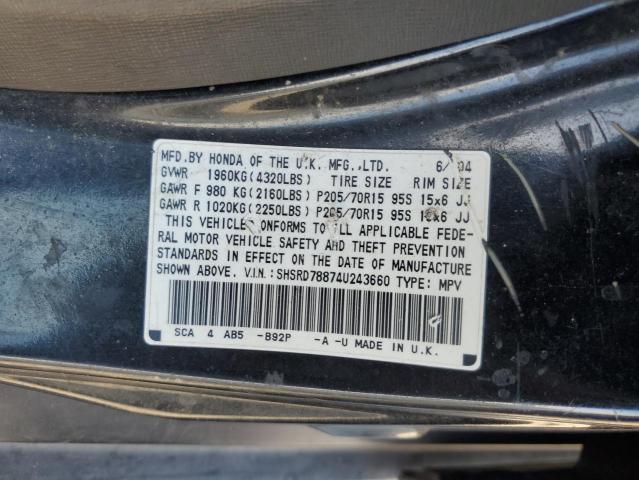 MFD.BY HONDA OF THE U.K. MFG.,LTD. 6/04
GVWR 1960KG(4320LBS) TIRE SIZE RIM SIZE
GAWR F 980 KG(2160LBS) P205/70R15 95S 15x6 JJ
GAWR R 1020KG(2250LBS) P205/70R15 95S 15x6 JJ
THIS VEHICLE CONFORMS TO ALL APPLICABLE FEDE-
RAL MOTOR VEHICLE SAFETY AND THEFT PREVENTION
STANDARDS IN EFFECT ON THE DATE OF MANUFACTURE
SHOWN ABOVE. V.I.N.:SHSRD78874U243660 TYPE: MPV
SCA 4 AB5 -B92P -A -U MADE IN U.K.